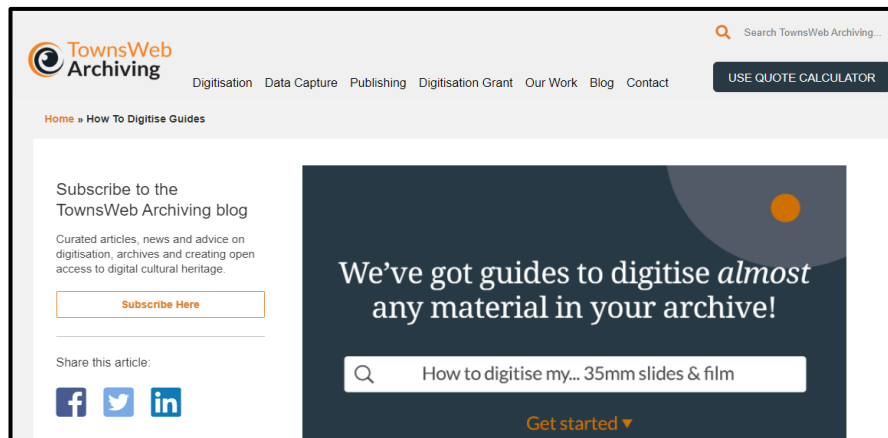 TownsWeb
Archiving
Search TownsWeb Archiving...
Digitisation Data Capture Publishing Digitisation Grant Our Work Blog Contact
USE QUOTE CALCULATOR
Home » How To Digitise Guides
Subscribe to the
TownsWeb Archiving blog
Curated articles, news and advice on
digitisation, archives and creating open
access to digital cultural heritage.
Subscribe Here
Share this article:
We’ve got guides to digitise almost
any material in your archive!
How to digitise my... 35mm slides & film
Get started ▼